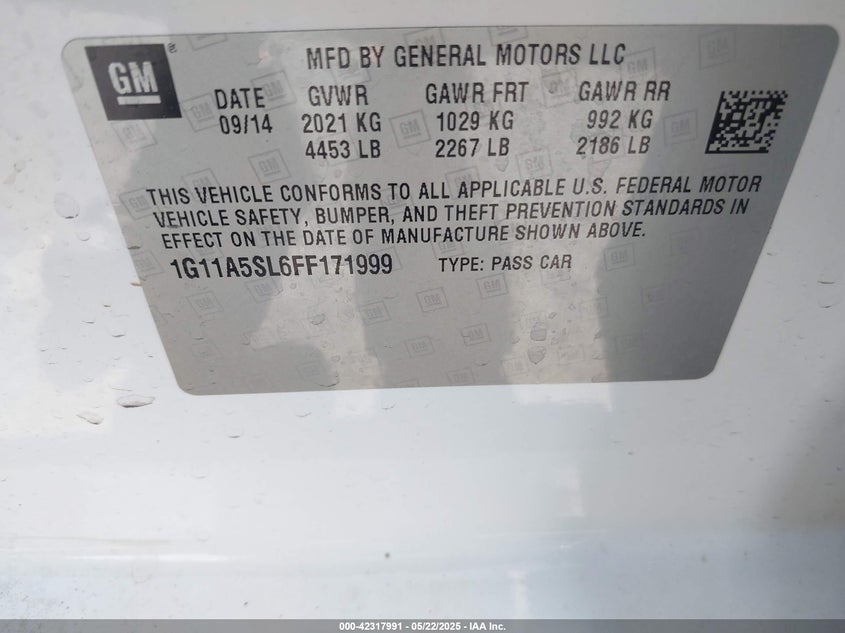 GM
MFD BY GENERAL MOTORS LLC
DATE GVWR GAWR FRT GAWR RR
09/14 2021 KG 1029 KG 992 KG
4453 LB 2267 LB 2186 LB
THIS VEHICLE CONFORMS TO ALL APPLICABLE U.S. FEDERAL MOTOR
VEHICLE SAFETY, BUMPER, AND THEFT PREVENTION STANDARDS IN
EFFECT ON THE DATE OF MANUFACTURE SHOWN ABOVE.
1G11A5SL6FF171999 TYPE: PASS CAR
000-42317991 - 05/22/2025 - IAA Inc.